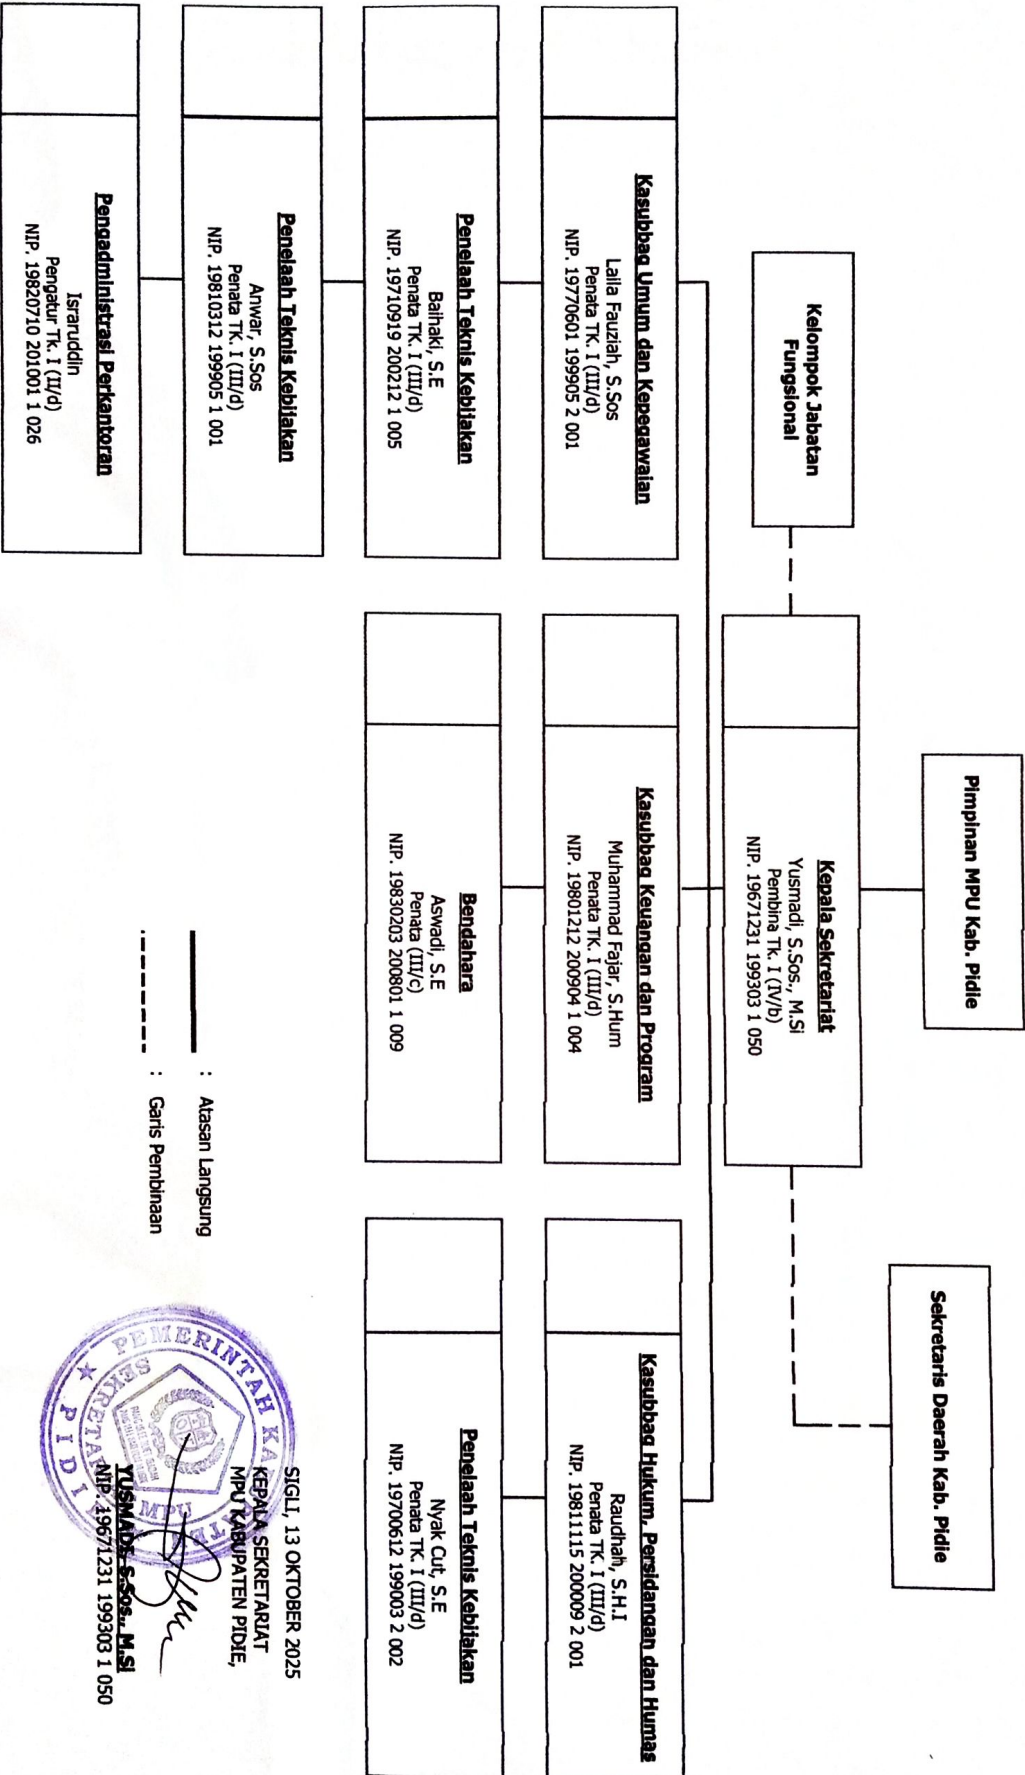 Pimpinan MPU Kab. Pidie
Sekretaris Daerah Kab. Pidie
Kelompok Jabatan
Fungsional
Kepala Sekretariat
Yusmadi, S.Sos., M.Si
Pembina Tk. I (IV/b)
NIP. 19671231 199303 1 050
Kasubbag Umum dan Kepegawaian
Laila Fauziah, S.Sos
Penata TK. I (III/d)
NIP. 19770601 199905 2 001
Kasubbag Keuangan dan Program
Muhammad Fajar, S.Hum
Penata TK. I (III/d)
NIP. 19801212 200904 1 004
Kasubbag Hukum, Persidangan dan Humas
Raudhah, S.H.I
Penata TK. I (III/d)
NIP. 19811115 200009 2 001
Penelaah Teknis Kebijakan
Baihaki, S.E
Penata TK. I (III/d)
NIP. 19710919 200212 1 005
Bendahara
Aswadi, S.E
Penata (III/c)
NIP. 19830203 200801 1 009
Penelaah Teknis Kebijakan
Nyak Cut, S.E
Penata TK. I (III/d)
NIP. 19700612 199003 2 002
Penelaah Teknis Kebijakan
Anwar, S.Sos
Penata TK. I (III/d)
NIP. 19810312 199905 1 001
Pengadministrasi Perkantoran
Israruddin
Pengatur Tk. I (II/d)
NIP. 19820710 201001 1 026
: Atasan Langsung
: Garis Pembinaan
SIGLI, 13 OKTOBER 2025
KEPALA SEKRETARIAT
MPU KABUPATEN PIDIE,
YUSMADI, S.Sos., M.Si
NIP. 19671231 199303 1 050
PEMERINTAH
PIDIE
MPU